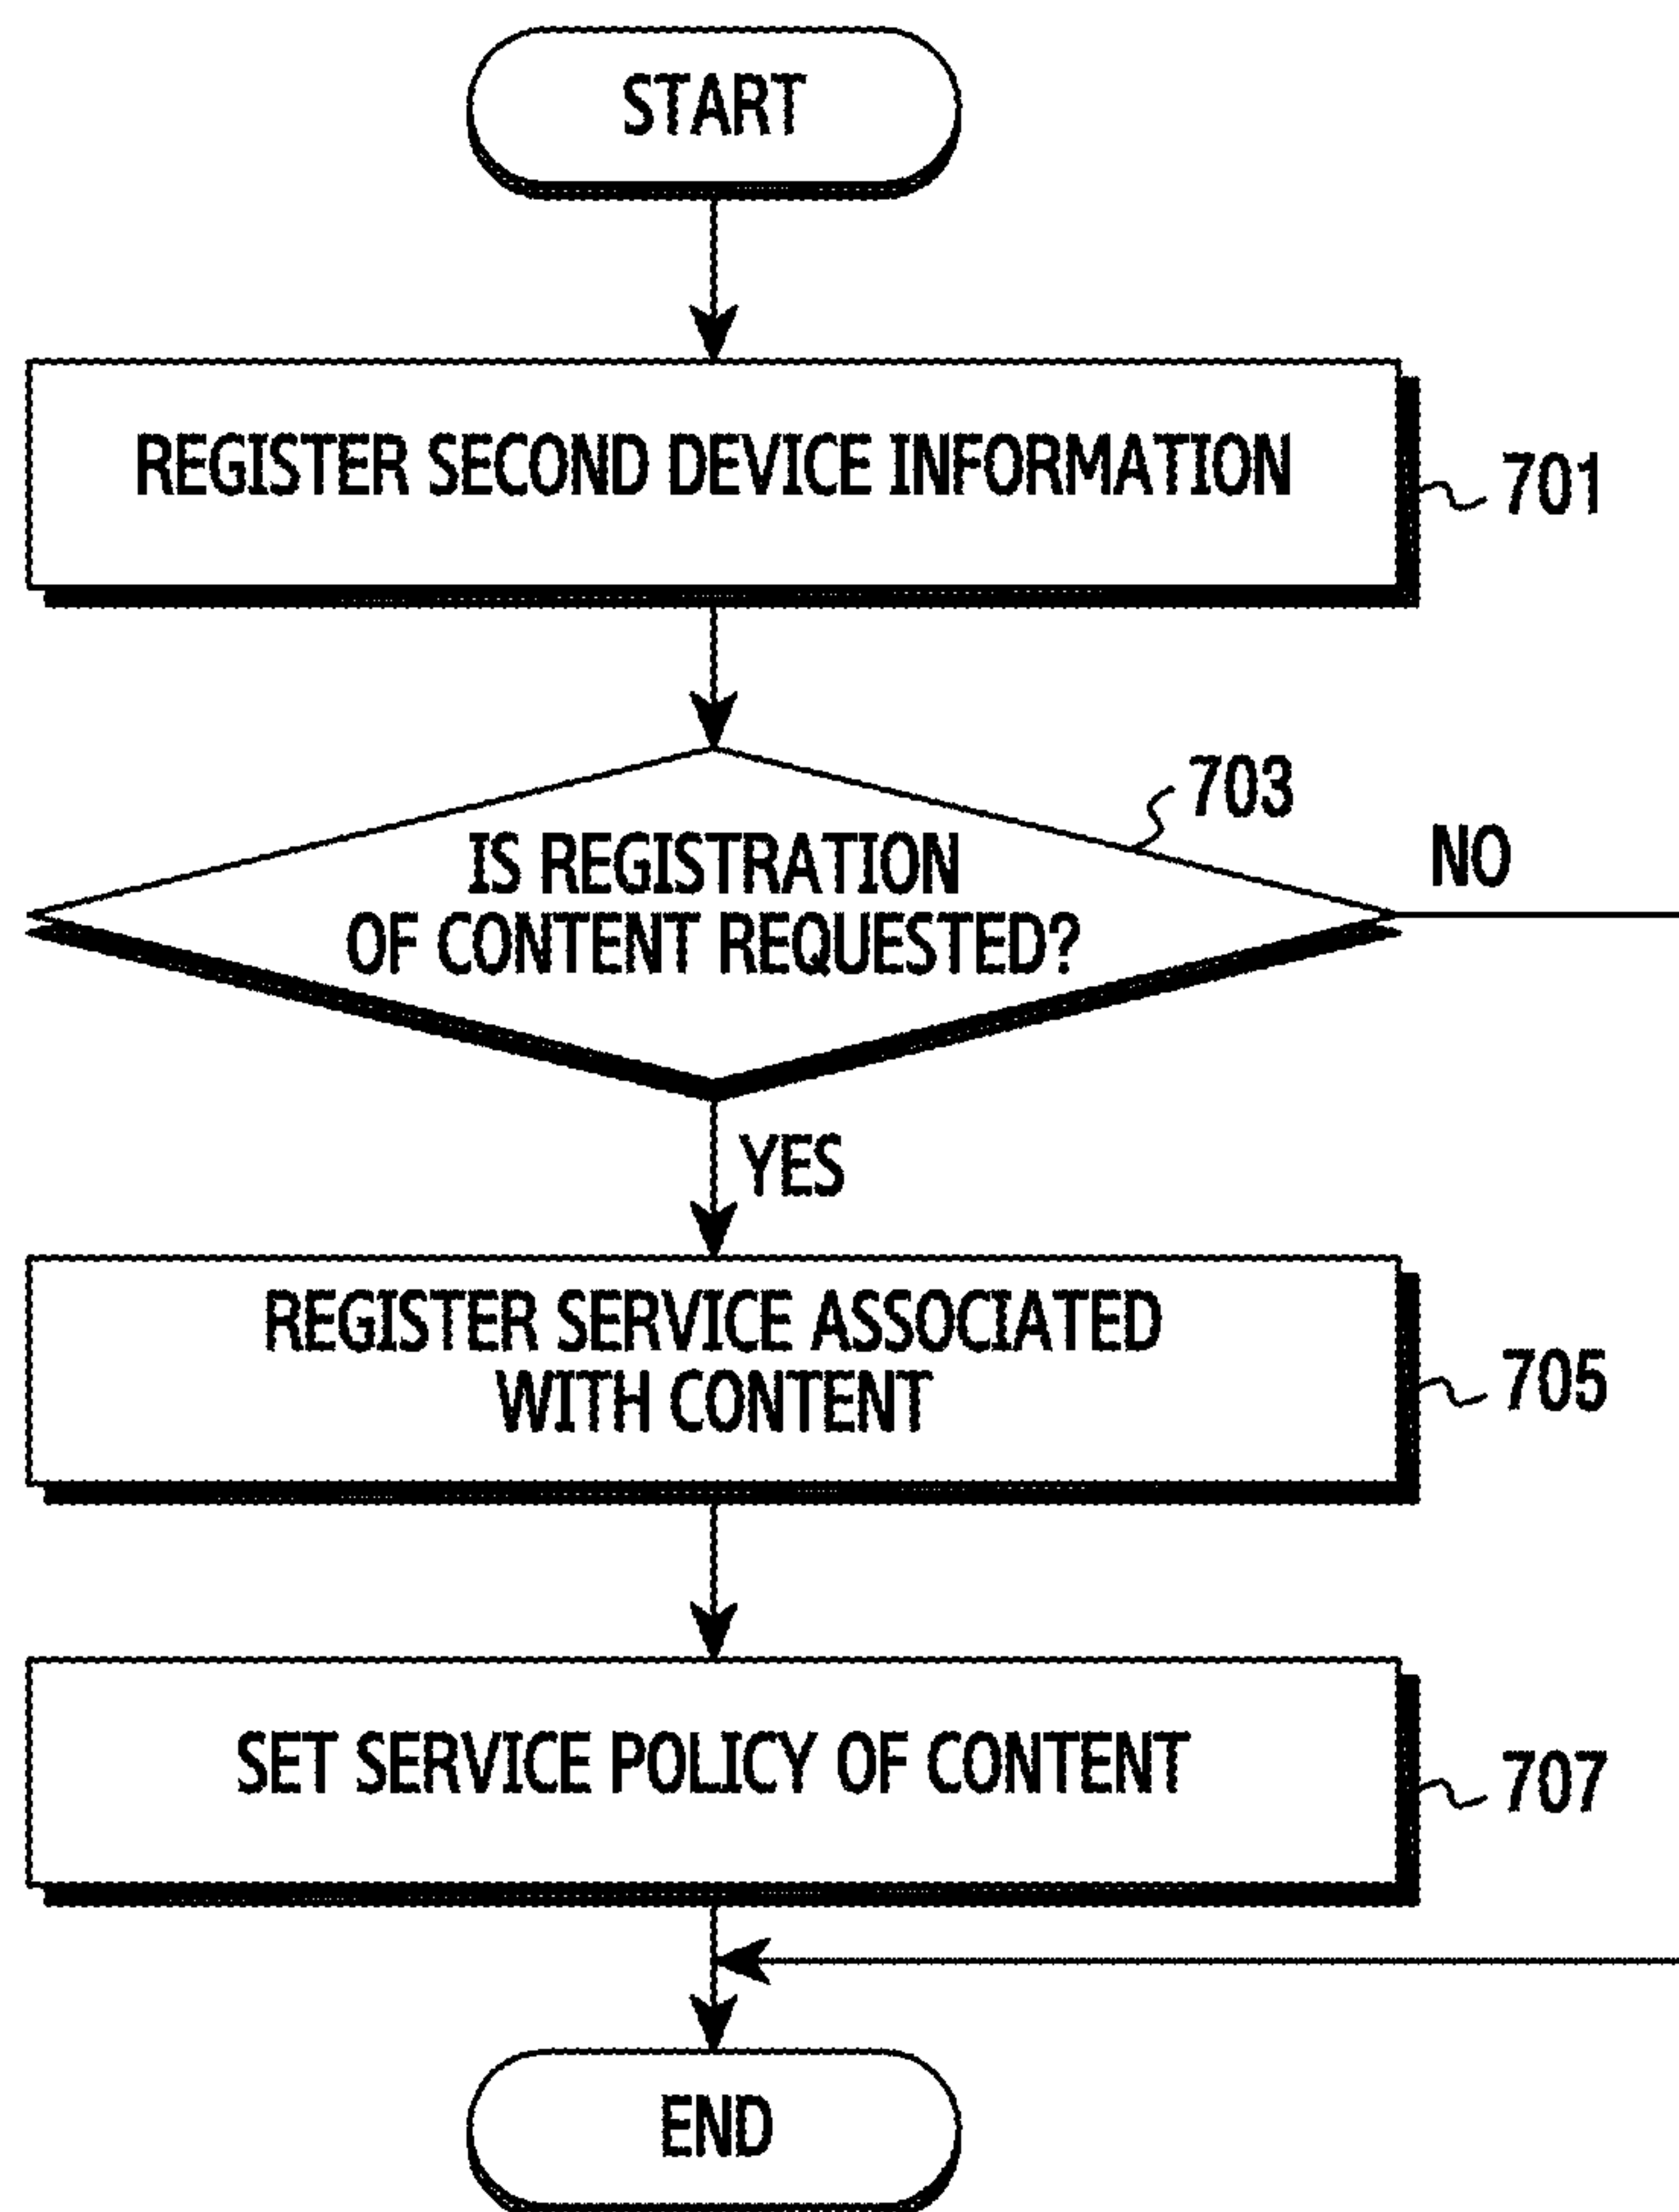 START
REGISTER SECOND DEVICE INFORMATION
701
703
IS REGISTRATION
OF CONTENT REQUESTED?
NO
YES
REGISTER SERVICE ASSOCIATED
WITH CONTENT
705
SET SERVICE POLICY OF CONTENT
707
END